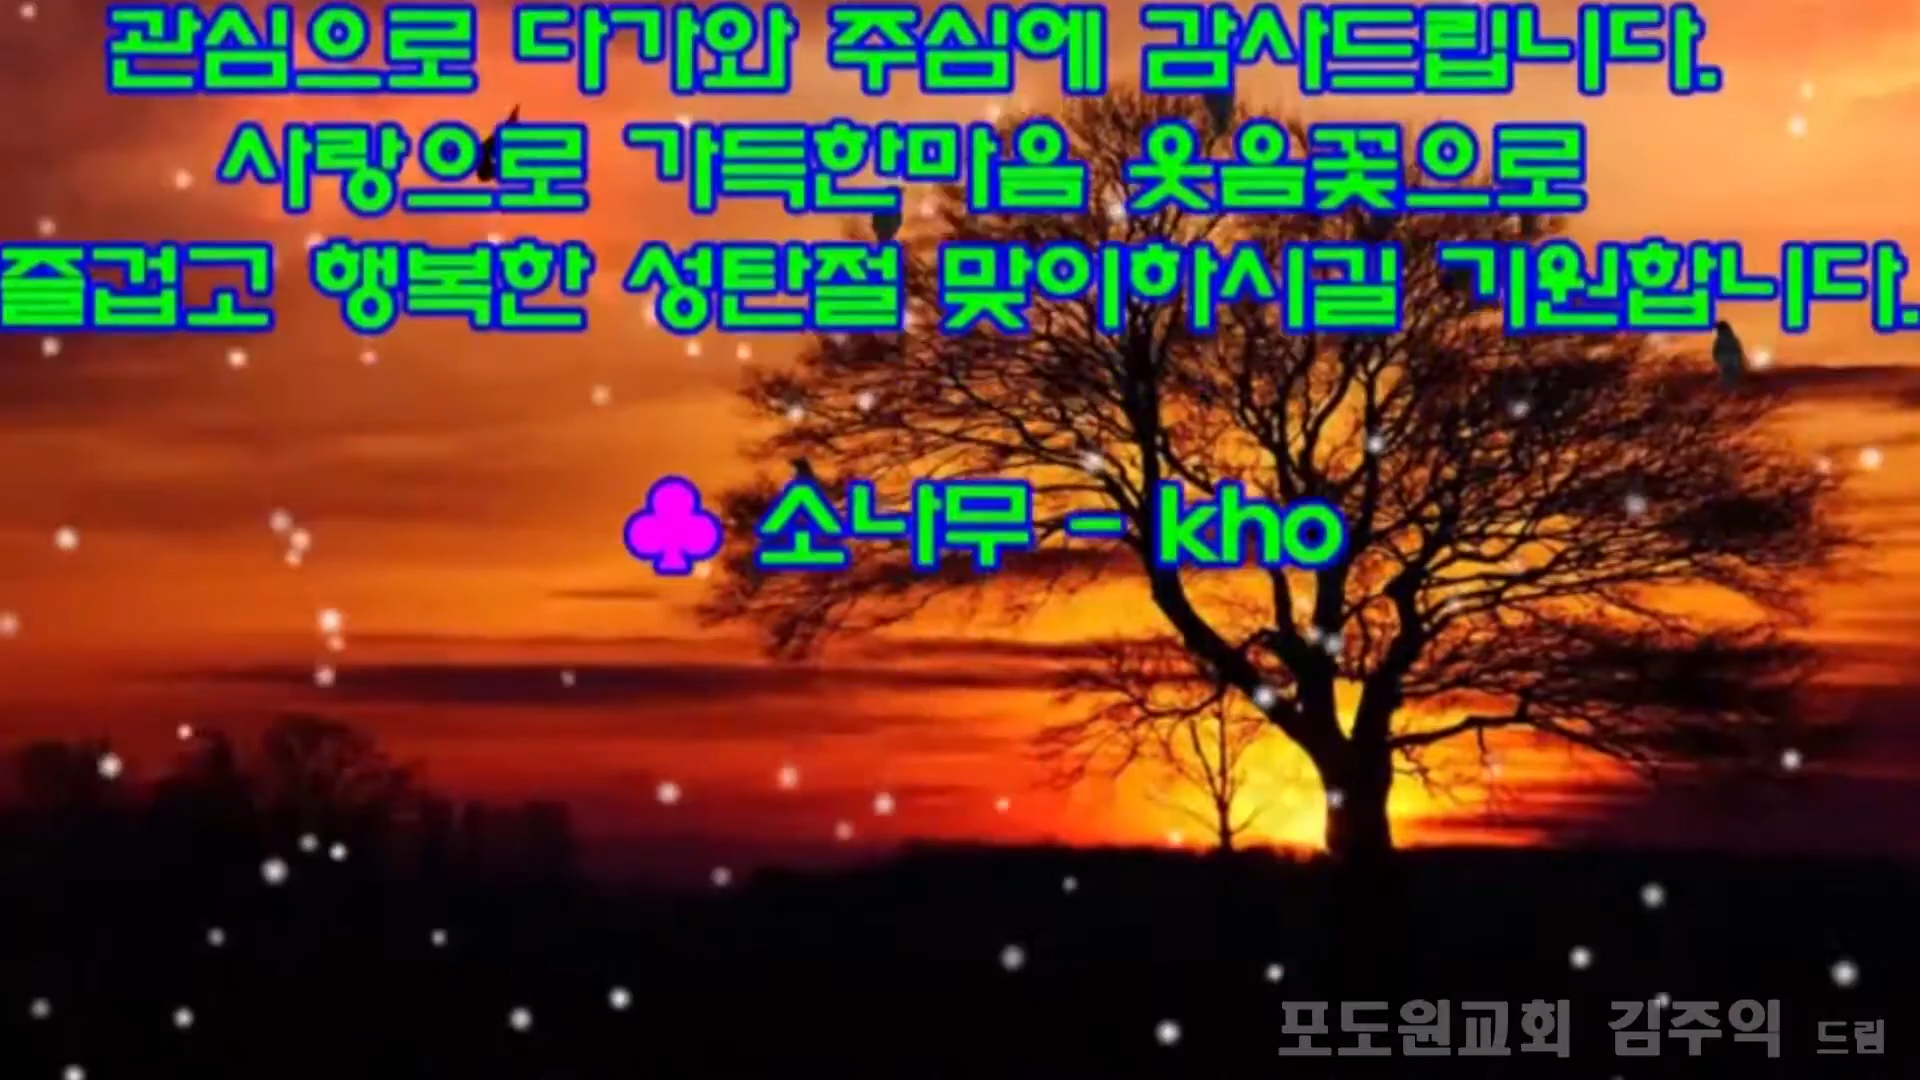 관심으로 다가와 주심에 감사드립니다.
사랑으로 가득한마음 웃음꽃으로
즐겁고 행복한 성탄절 맞이하시길 기원합니다.
♣ 소나무 - kho
포도원교회 김주익 드림